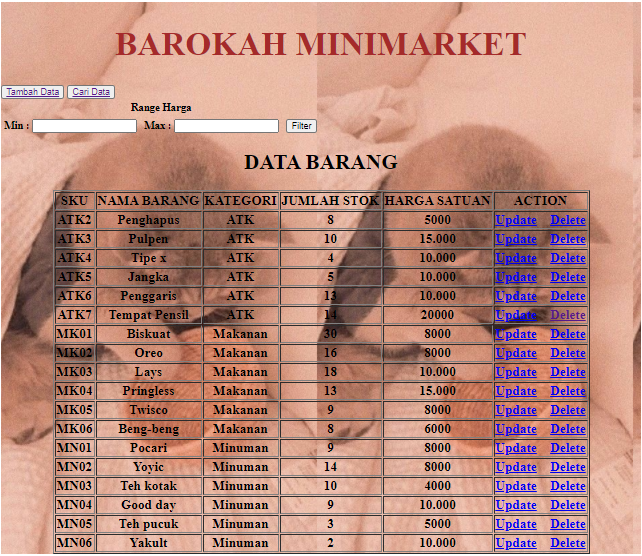 BAROKAH MINIMARKET
Tambah Data Cari Data
Range Harga
Min : Max : Filter
DATA BARANG
SKU NAMA BARANG KATEGORI JUMLAH STOK HARGA SATUAN ACTION
ATK2 Penghapus ATK 8 5000 Update Delete
ATK3 Pulpen ATK 10 15.000 Update Delete
ATK4 Tipe x ATK 4 10.000 Update Delete
ATK5 Jangka ATK 5 10.000 Update Delete
ATK6 Penggaris ATK 13 10.000 Update Delete
ATK7 Tempat Pensil ATK 14 20000 Update Delete
MK01 Biskuat Makanan 30 8000 Update Delete
MK02 Oreo Makanan 16 8000 Update Delete
MK03 Lays Makanan 18 10.000 Update Delete
MK04 Pringless Makanan 13 15.000 Update Delete
MK05 Twisco Makanan 9 8000 Update Delete
MK06 Beng-beng Makanan 8 6000 Update Delete
MN01 Pocari Minuman 9 8000 Update Delete
MN02 Yoyic Minuman 14 8000 Update Delete
MN03 Teh kotak Minuman 10 4000 Update Delete
MN04 Good day Minuman 9 10.000 Update Delete
MN05 Teh pucuk Minuman 3 5000 Update Delete
MN06 Yakult Minuman 2 10.000 Update Delete